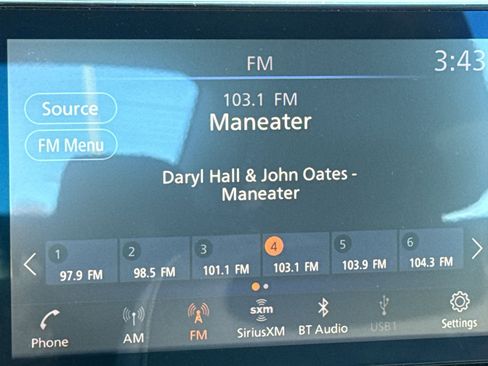 FM
3:43
Source
103.1 FM
Maneater
FM Menu
Daryl Hall & John Oates -
Maneater
1 2 3 4 5 6
97.9 FM 98.5 FM 101.1 FM 103.1 FM 103.9 FM 104.3 FM
sxm
Phone AM FM SiriusXM BT Audio USB1 Settings